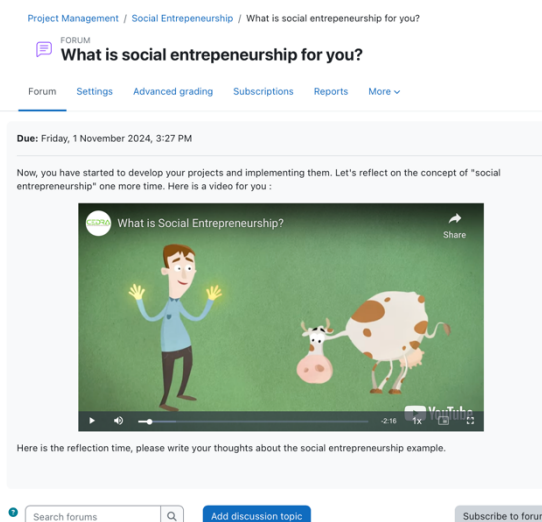 Project Management / Social Entrepeneurship / What is social entrepeneurship for you?
FORUM
What is social entrepeneurship for you?
Forum Settings Advanced grading Subscriptions Reports More
Due: Friday, 1 November 2024, 3:27 PM
Now, you have started to develop your projects and implementing them. Let's reflect on the concept of "social
entrepreneurship" one more time. Here is a video for you :
CEDRA What is Social Entrepreneurship?
Share
-2:16 1x YouTube
Here is the reflection time, please write your thoughts about the social entrepreneurship example.
? Search forums Add discussion topic Subscribe to forum